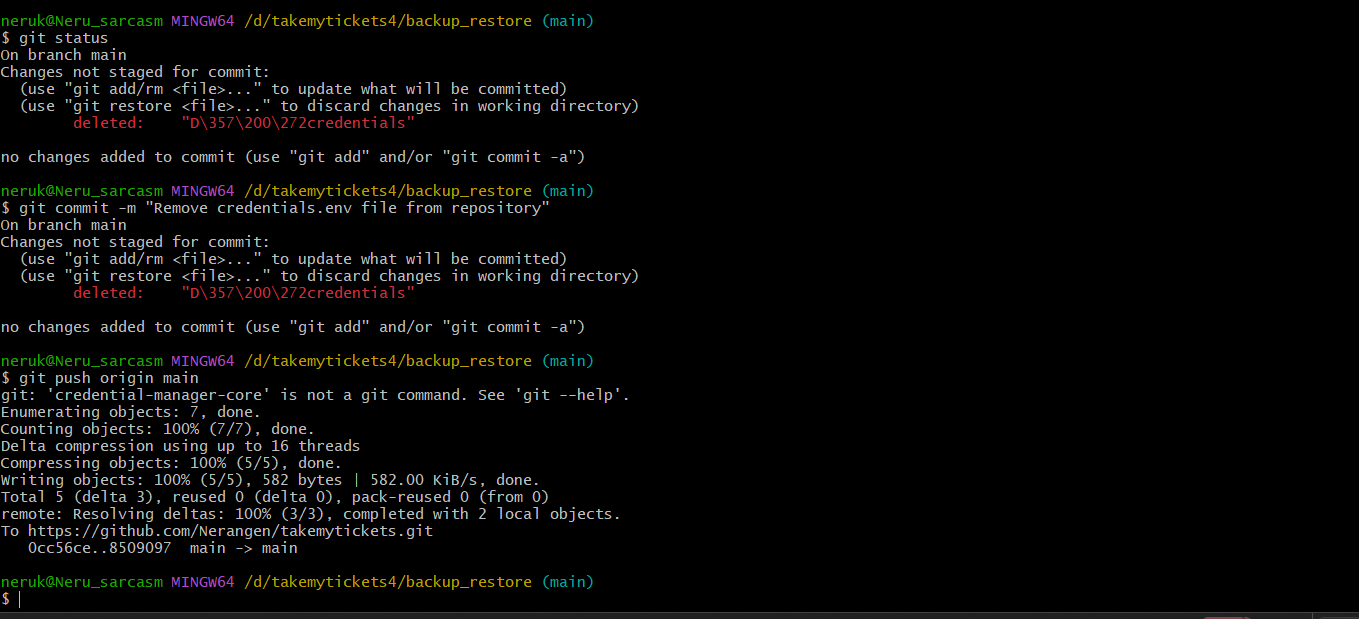 neruk@Neru_sarcasm MINGW64 /d/takemytickets4/backup_restore (main)
$ git status
On branch main
Changes not staged for commit:
  (use "git add/rm <file>..." to update what will be committed)
  (use "git restore <file>..." to discard changes in working directory)
        deleted:    "D\357\200\272credentials"

no changes added to commit (use "git add" and/or "git commit -a")

neruk@Neru_sarcasm MINGW64 /d/takemytickets4/backup_restore (main)
$ git commit -m "Remove credentials.env file from repository"
On branch main
Changes not staged for commit:
  (use "git add/rm <file>..." to update what will be committed)
  (use "git restore <file>..." to discard changes in working directory)
        deleted:    "D\357\200\272credentials"

no changes added to commit (use "git add" and/or "git commit -a")

neruk@Neru_sarcasm MINGW64 /d/takemytickets4/backup_restore (main)
$ git push origin main
git: 'credential-manager-core' is not a git command. See 'git --help'.
Enumerating objects: 7, done.
Counting objects: 100% (7/7), done.
Delta compression using up to 16 threads
Compressing objects: 100% (5/5), done.
Writing objects: 100% (5/5), 582 bytes | 582.00 KiB/s, done.
Total 5 (delta 3), reused 0 (delta 0), pack-reused 0 (from 0)
remote: Resolving deltas: 100% (3/3), completed with 2 local objects.
To https://github.com/Nerangen/takemytickets.git
   0cc56ce..8509097  main -> main

neruk@Neru_sarcasm MINGW64 /d/takemytickets4/backup_restore (main)
$